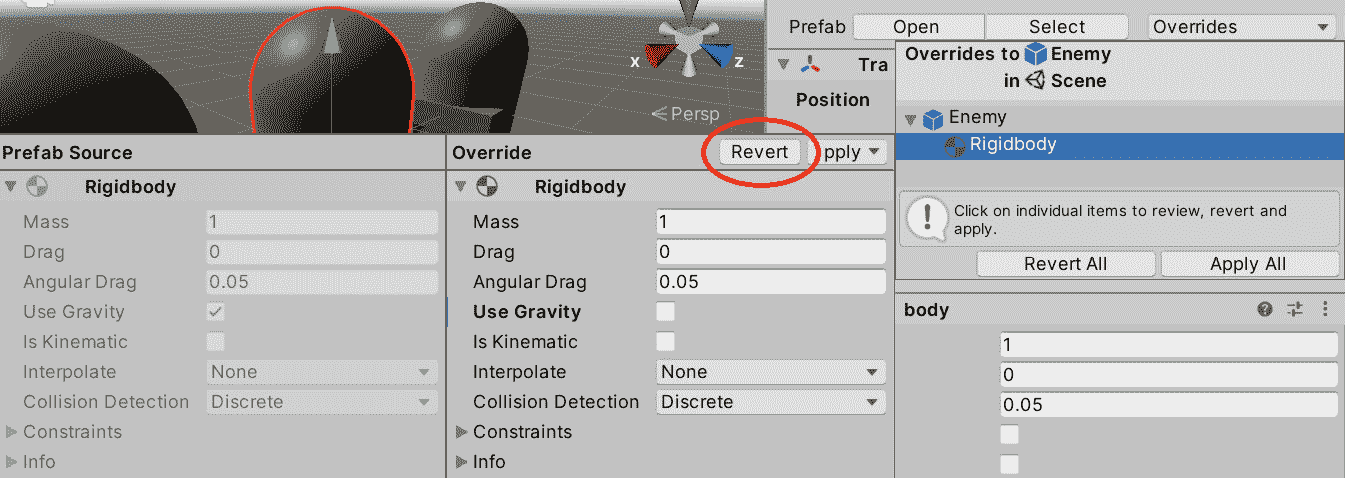 Prefab Open Select Overrides
Overrides to Enemy
in Scene
Enemy
Rigidbody
Click on individual items to review, revert and
apply.
Revert All Apply All
x z
Persp
Tra
Position
Prefab Source
Rigidbody
Mass 1
Drag 0
Angular Drag 0.05
Use Gravity
Is Kinematic
Interpolate None
Collision Detection Discrete
Constraints
Info
Override Revert pply
Rigidbody
Mass 1
Drag 0
Angular Drag 0.05
Use Gravity
Is Kinematic
Interpolate None
Collision Detection Discrete
Constraints
Info
body
1
0
0.05